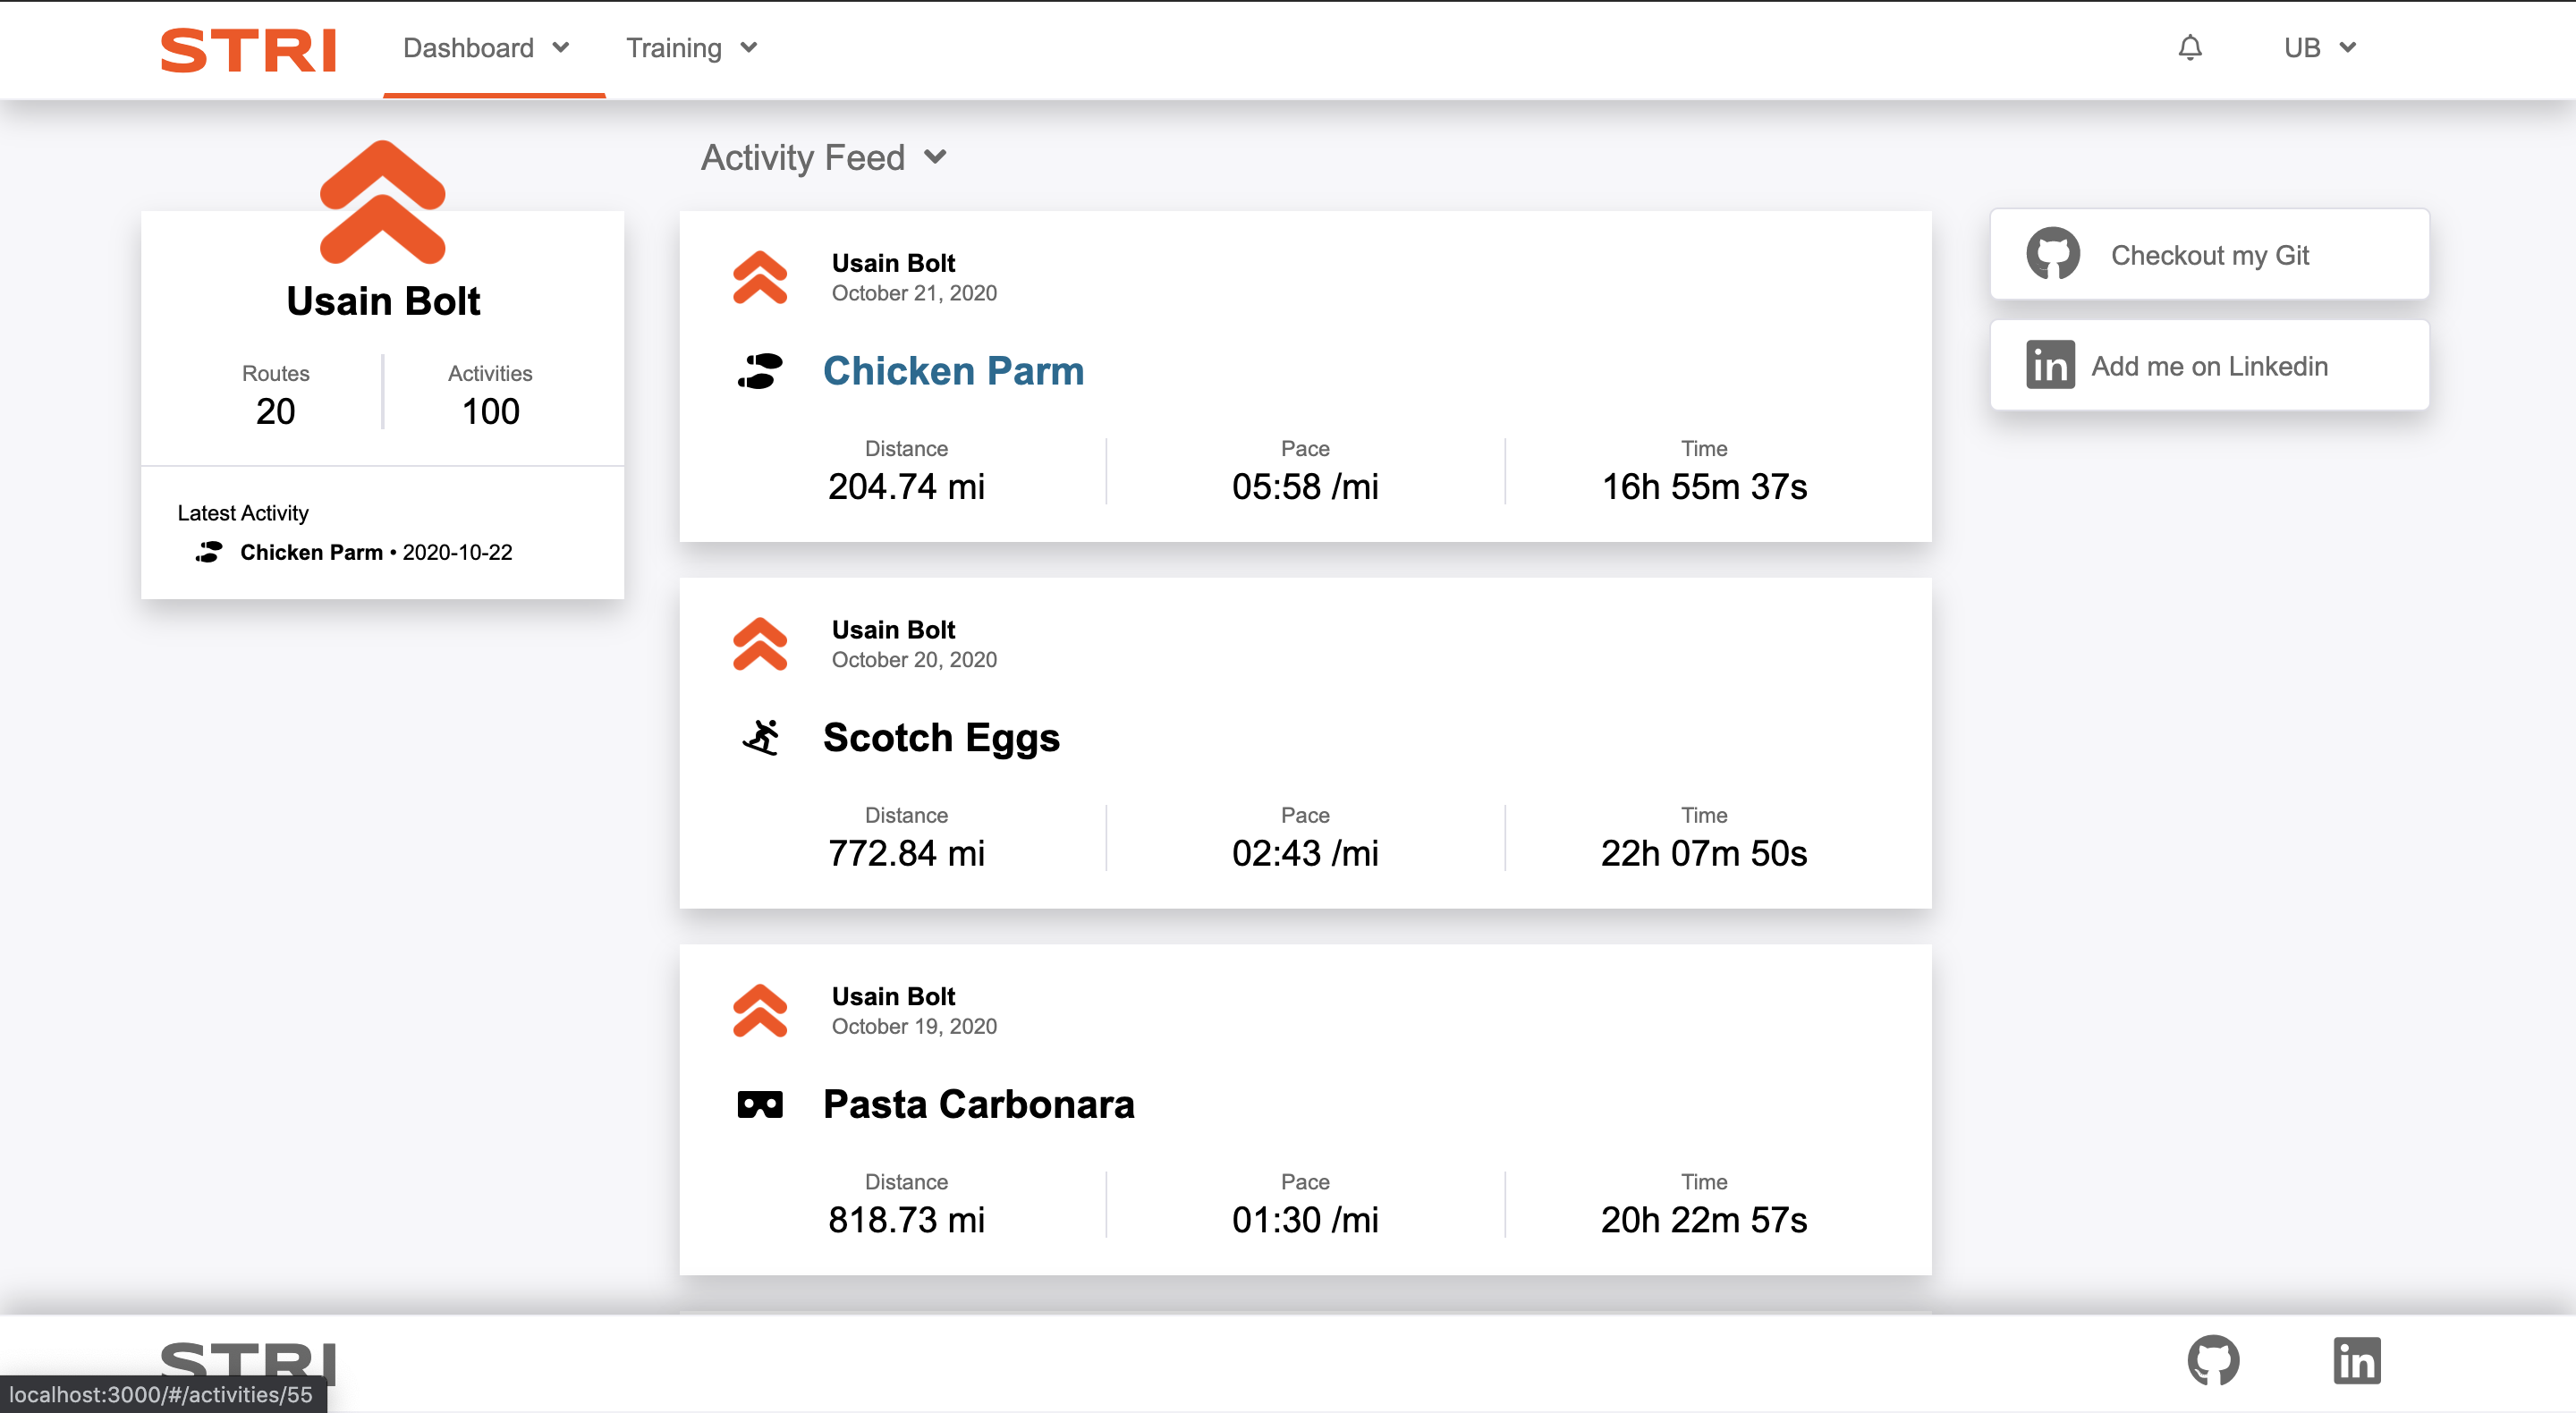 STRI
Dashboard
Training
UB
Usain Bolt
Routes
20
Activities
100
Latest Activity
Chicken Parm • 2020-10-22
Activity Feed
Usain Bolt
October 21, 2020
Chicken Parm
Distance
204.74 mi
Pace
05:58 /mi
Time
16h 55m 37s
Usain Bolt
October 20, 2020
Scotch Eggs
Distance
772.84 mi
Pace
02:43 /mi
Time
22h 07m 50s
Usain Bolt
October 19, 2020
Pasta Carbonara
Distance
818.73 mi
Pace
01:30 /mi
Time
20h 22m 57s
Checkout my Git
in
Add me on Linkedin
STRI
in
localhost:3000/#/activities/55